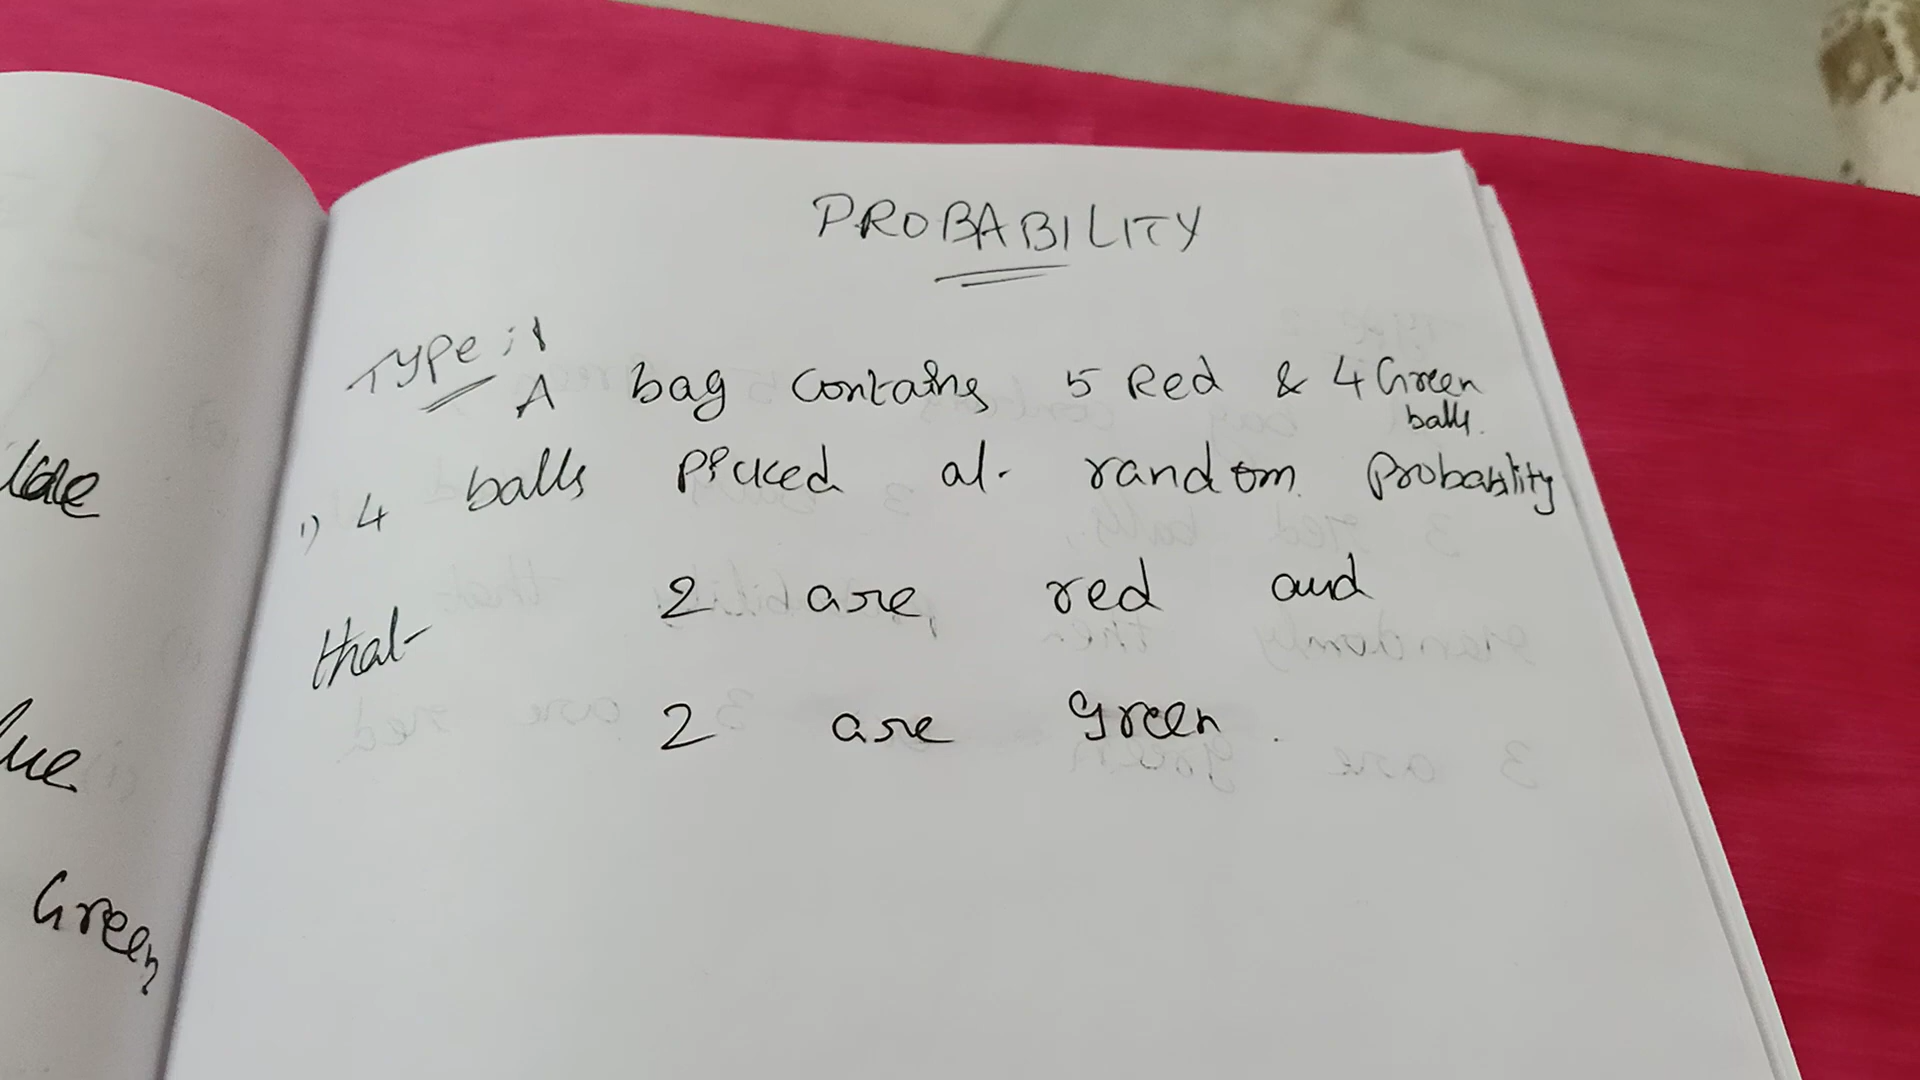 PROBABILITY
Type :1
A bag contains 5 Red & 4 Green
balls.
1) 4 balls picked at random. Probability
that 2 are red and
2 are green.
Green